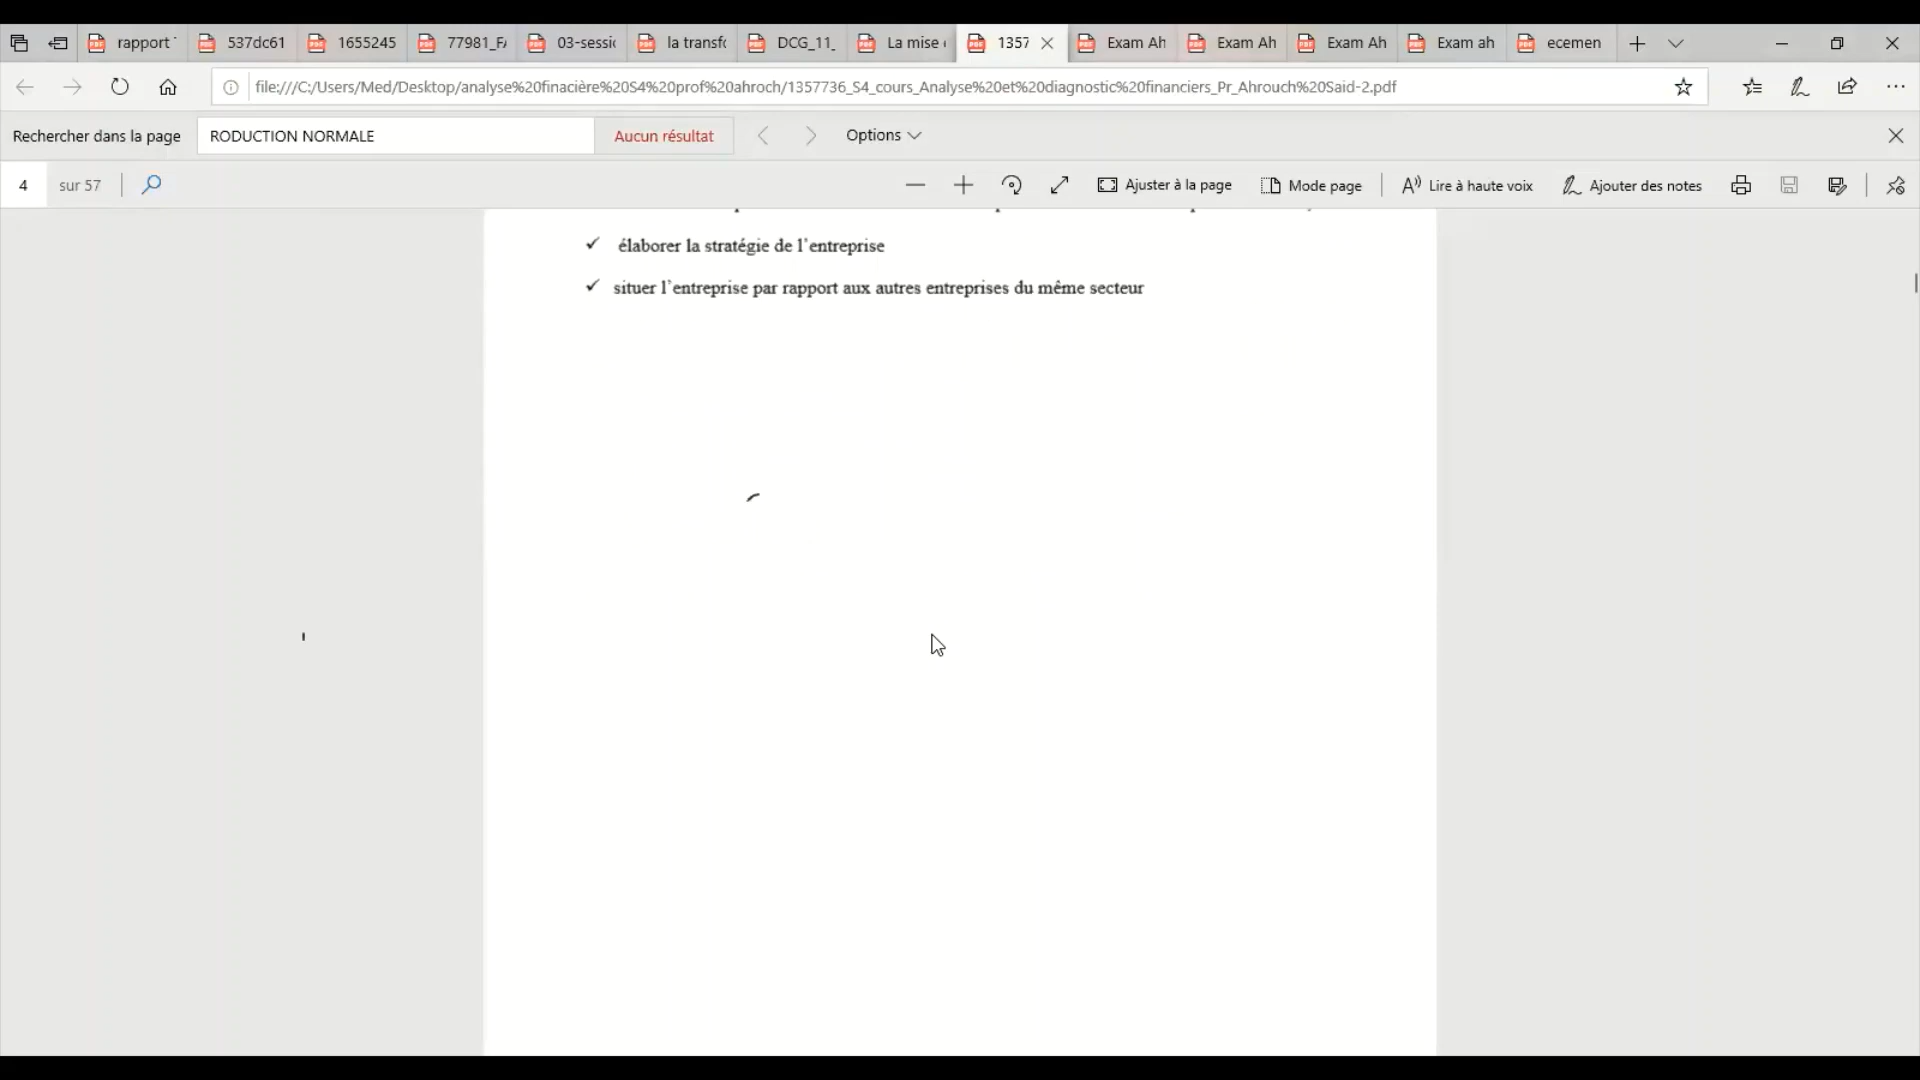 rapport 537dc61 1655245 77981_F 03-sessi la transfo DCG_11_ La mise 1357 Exam Ah Exam Ah Exam Ah Exam ah ecemen
file:///C:/Users/Med/Desktop/analyse%20finacière%20S4%20prof%20ahroch/1357736_S4_cours_Analyse%20et%20diagnostic%20financiers_Pr_Ahrouch%20Said-2.pdf
Rechercher dans la page RODUCTION NORMALE Aucun résultat Options
4 sur 57 Ajuster à la page Mode page Lire à haute voix Ajouter des notes
✓ élaborer la stratégie de l'entreprise
✓ situer l'entreprise par rapport aux autres entreprises du même secteur